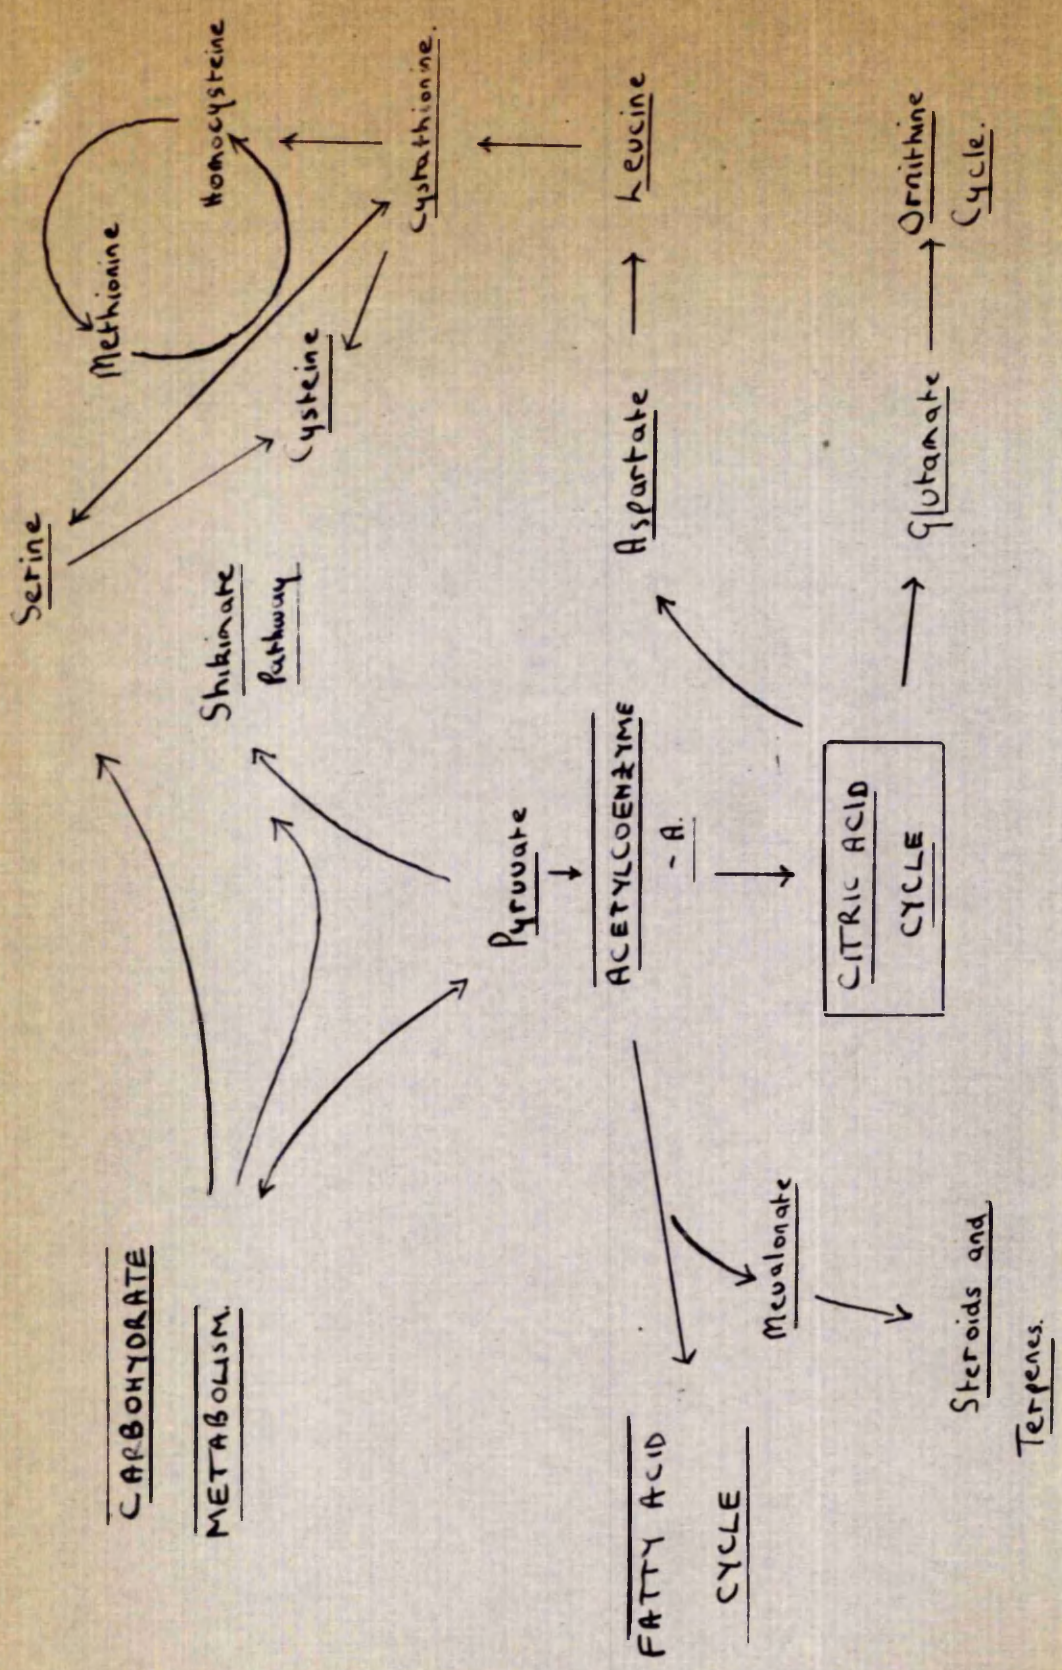 Serine
Methionine
Homocysteine
CARBOHYDRATE
METABOLISM.
Shikimate
Pathway
Cysteine
Cystathionine.
Pyruvate
ACETYLCOENZYME
- A.
Aspartate
Leucine
FATTY ACID
CYCLE
Mevalonate
CITRIC ACID
CYCLE
Glutamate
Ornithine
Cycle.
Steroids and
Terpenes.